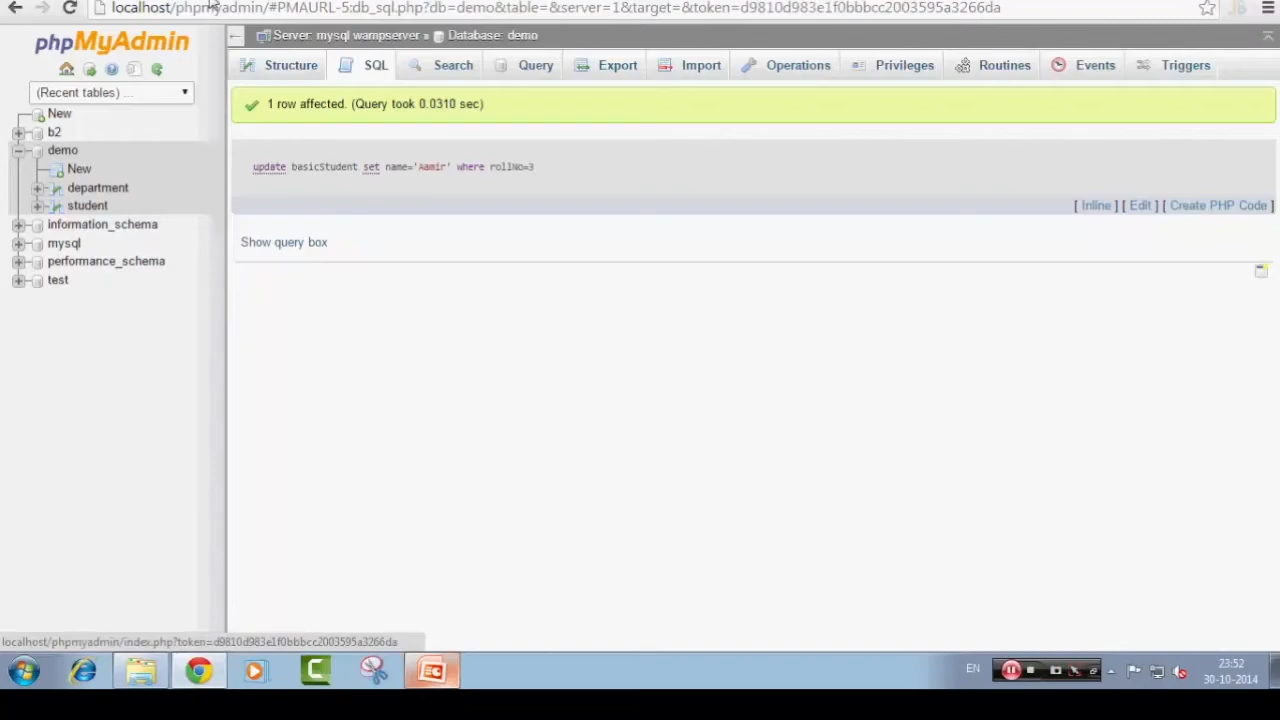 localhost/phpmyadmin/#PMAURL-5:db_sql.php?db=demo&table=&server=1&target=&token=d9810d983e1f0bbbcc2003595a3266da
phpMyAdmin
(Recent tables) ...
New
b2
demo
New
department
student
information_schema
mysql
performance_schema
test
Server: mysql wampserver » Database: demo
Structure SQL Search Query Export Import Operations Privileges Routines Events Triggers
1 row affected. (Query took 0.0310 sec)
update basicStudent set name='Aamir' where rollNo=3
[ Inline ] [ Edit ] [ Create PHP Code ]
Show query box
localhost/phpmyadmin/index.php?token=d9810d983e1f0bbbcc2003595a3266da
EN
23:52
30-10-2014